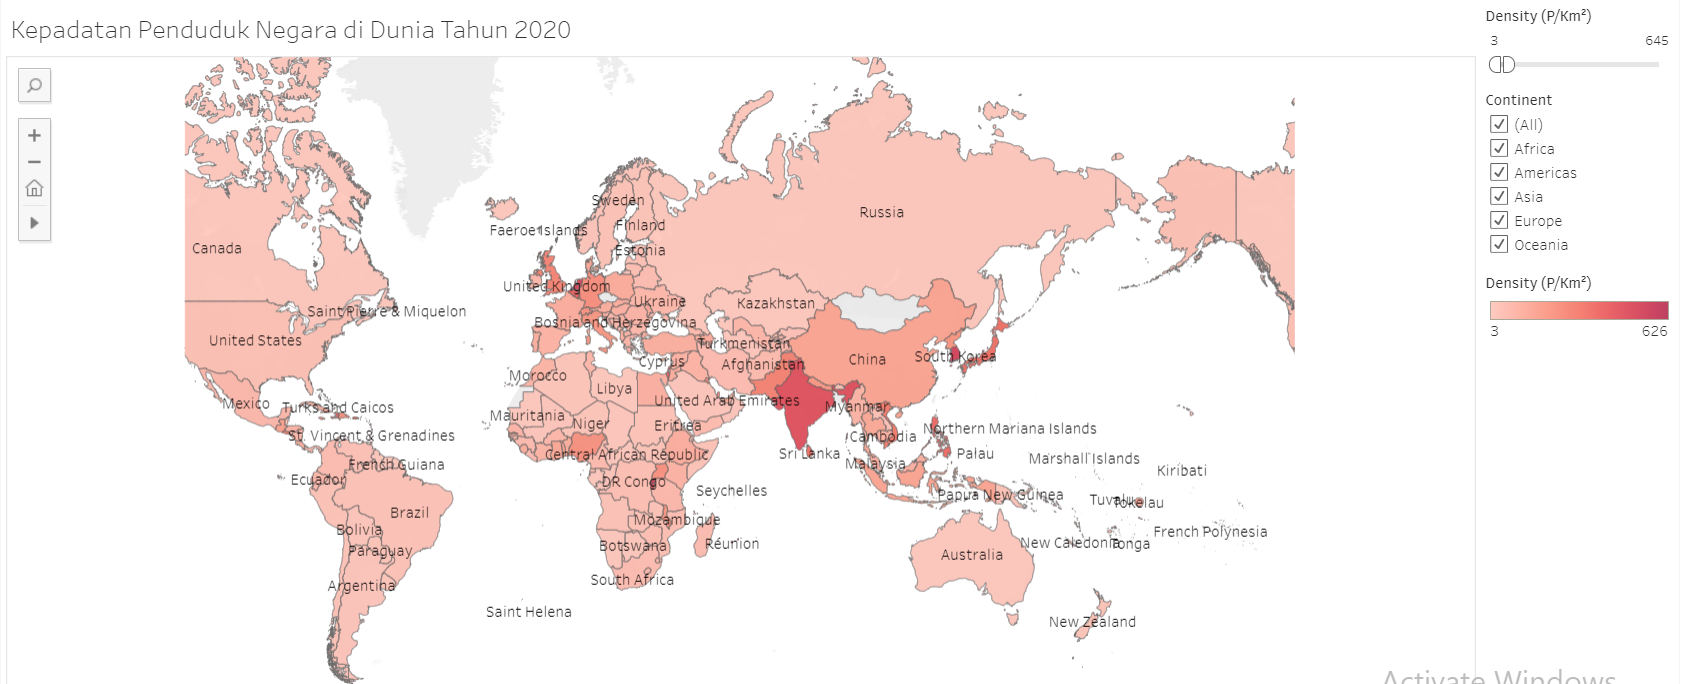 Kepadatan Penduduk Negara di Dunia Tahun 2020
Density (P/Km²)
3 645
Continent
(All)
Africa
Americas
Asia
Europe
Oceania
Density (P/Km²)
3 626
Sweden
Russia
Finland
Faeroe Islands
Canada
Estonia
United Kingdom
Ukraine
Kazakhstan
Saint Pierre & Miquelon
Bosnia and Herzegovina
United States
Turkmenistan
South Korea
China
Cyprus
Afghanistan
Morocco
Libya
United Arab Emirates
Mexico
Turks and Caicos
Myanmar
Mauritania
Niger
Eritrea
Northern Mariana Islands
St. Vincent & Grenadines
Cambodia
Central African Republic
Sri Lanka
Palau
Marshall Islands
French Guiana
Malaysia
Kiribati
Ecuador
DR Congo
Seychelles
Papua New Guinea
Tuvalu
Tokelau
Brazil
Mozambique
Bolivia
French Polynesia
New Caledonia
Tonga
Botswana
Réunion
Paraguay
Australia
South Africa
Argentina
Saint Helena
New Zealand
Activate Windows